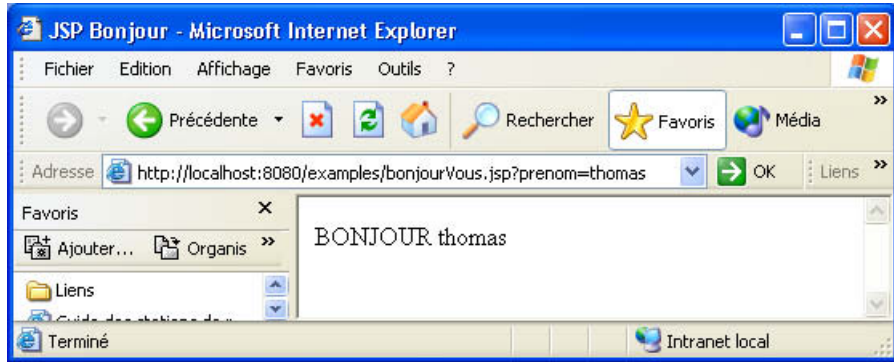 JSP Bonjour - Microsoft Internet Explorer
Fichier Edition Affichage Favoris Outils ?
Précédente Rechercher Favoris Média »
Adresse http://localhost:8080/examples/bonjourVous.jsp?prenom=thomas OK Liens »
Favoris
Ajouter... Organis »
BONJOUR thomas
Liens
Terminé Intranet local